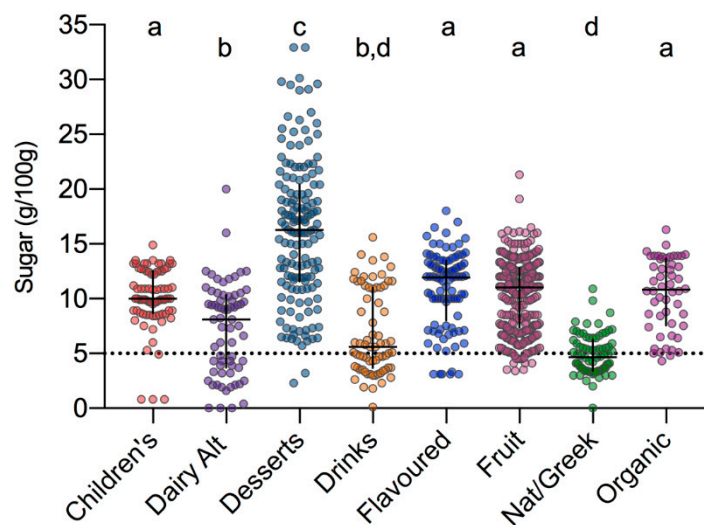 a b c b,d a a d a
35
30
25
20
15
10
5
0
Sugar (g/100g)
Children's
Dairy Alt
Desserts
Drinks
Flavoured
Fruit
Nat/Greek
Organic